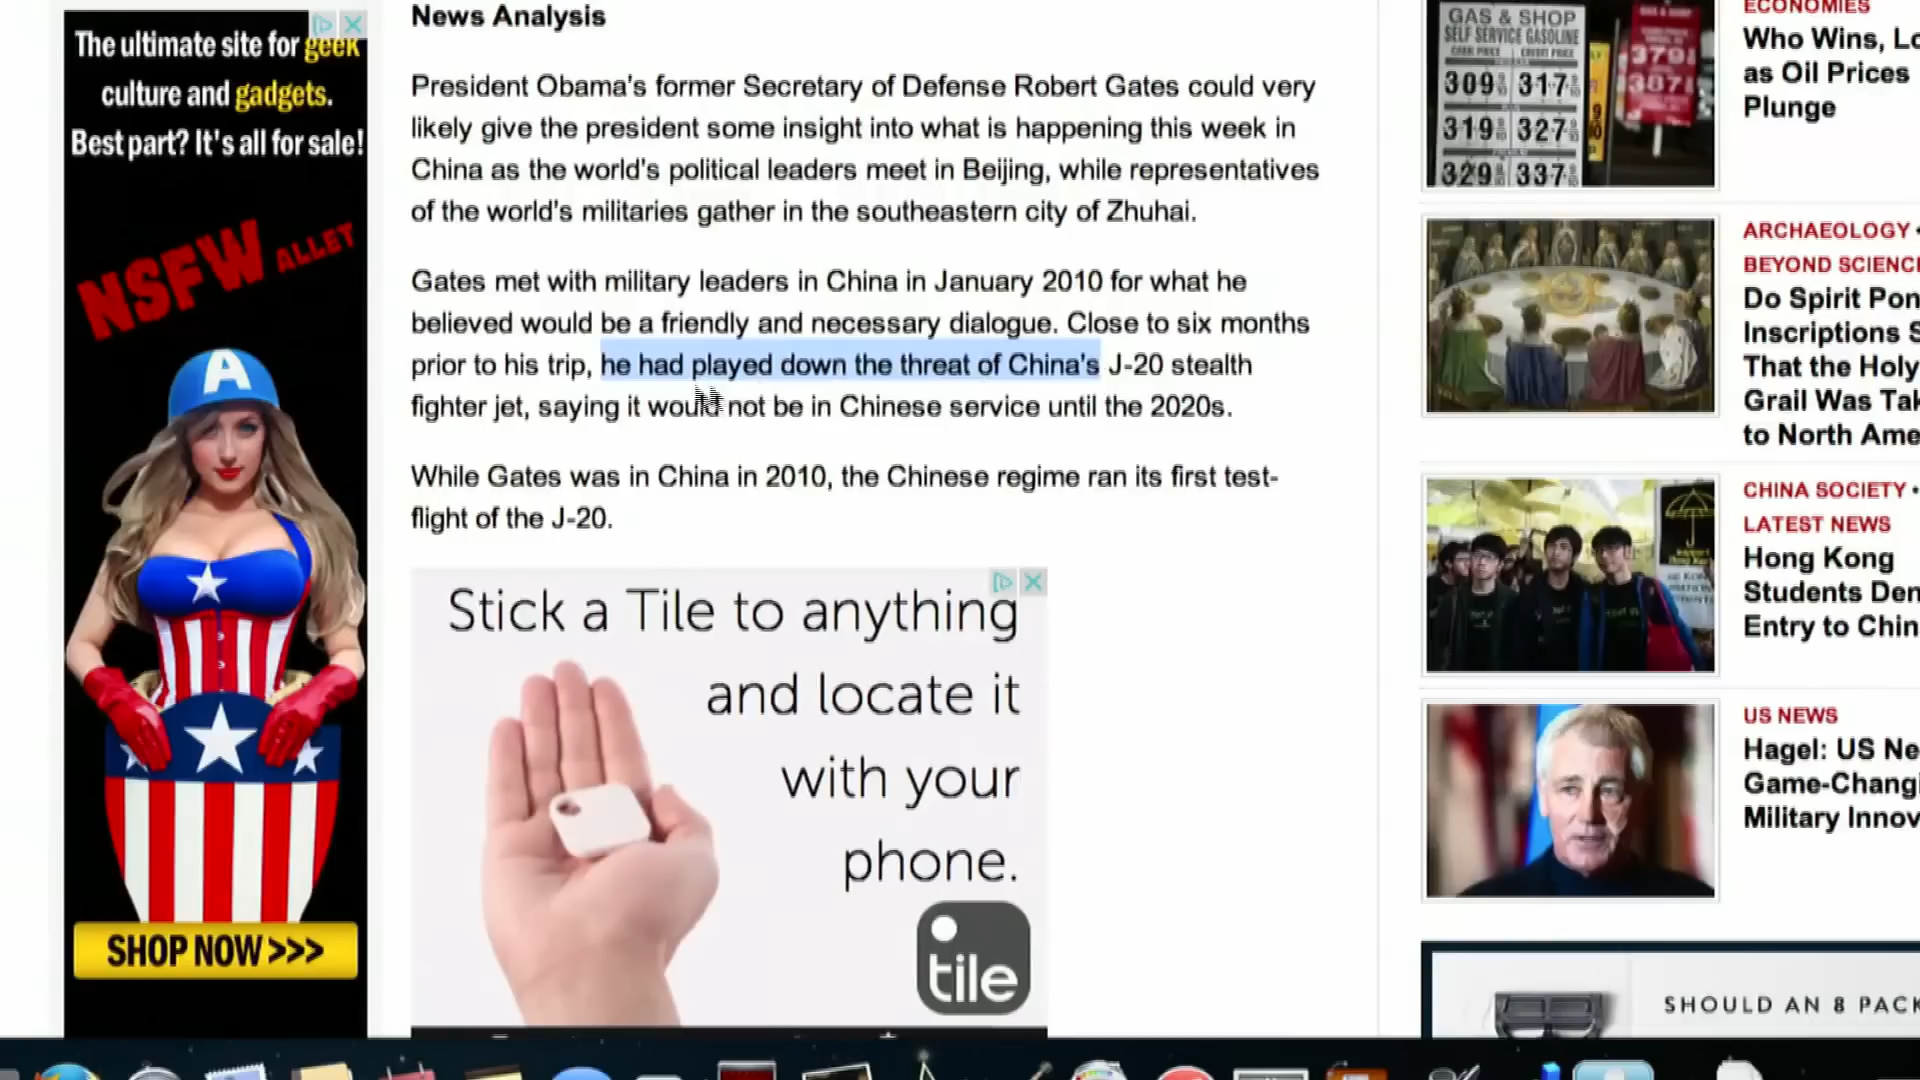 The ultimate site for geek
culture and gadgets.
Best part? It's all for sale!
NSFW ALLEY
A
SHOP NOW >>>
News Analysis
President Obama's former Secretary of Defense Robert Gates could very
likely give the president some insight into what is happening this week in
China as the world's political leaders meet in Beijing, while representatives
of the world's militaries gather in the southeastern city of Zhuhai.
Gates met with military leaders in China in January 2010 for what he
believed would be a friendly and necessary dialogue. Close to six months
prior to his trip, he had played down the threat of China's J-20 stealth
fighter jet, saying it would not be in Chinese service until the 2020s.
While Gates was in China in 2010, the Chinese regime ran its first test-
flight of the J-20.
Stick a Tile to anything
and locate it
with your
phone.
tile
GAS & SHOP
SELF SERVICE GASOLINE
CASH PRICE CREDIT PRICE
309 317
319 327
329 337
379
387
ECONOMIES
Who Wins, Lo
as Oil Prices
Plunge
ARCHAEOLOGY •
BEYOND SCIENC
Do Spirit Pon
Inscriptions S
That the Holy
Grail Was Tak
to North Ame
CHINA SOCIETY •
LATEST NEWS
Hong Kong
Students Den
Entry to Chin
US NEWS
Hagel: US Ne
Game-Changi
Military Innov
SHOULD AN 8 PACK